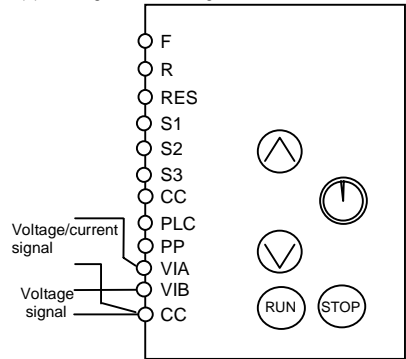 F
R
RES
S1
S2
S3
CC
PLC
PP
VIA
VIB
CC
Voltage/current
signal
Voltage
signal
RUN
STOP